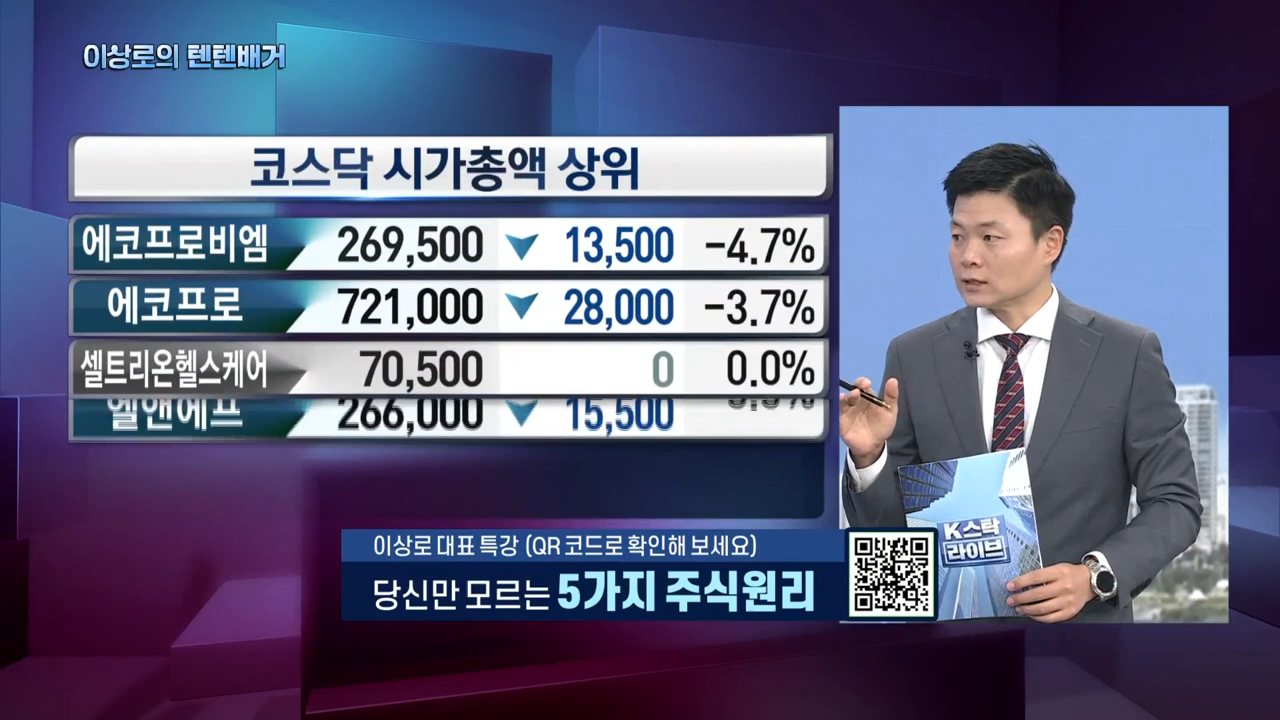 이상로의 텐텐배거
코스닥 시가총액 상위
에코프로비엠 269,500 ▼ 13,500 -4.7%
에코프로 721,000 ▼ 28,000 -3.7%
셀트리온헬스케어 70,500 0 0.0%
엘앤에프 266,000 ▼ 15,500
이상로 대표 특강 (QR 코드로 확인해 보세요)
당신만 모르는 5가지 주식원리
K스탁
라이브